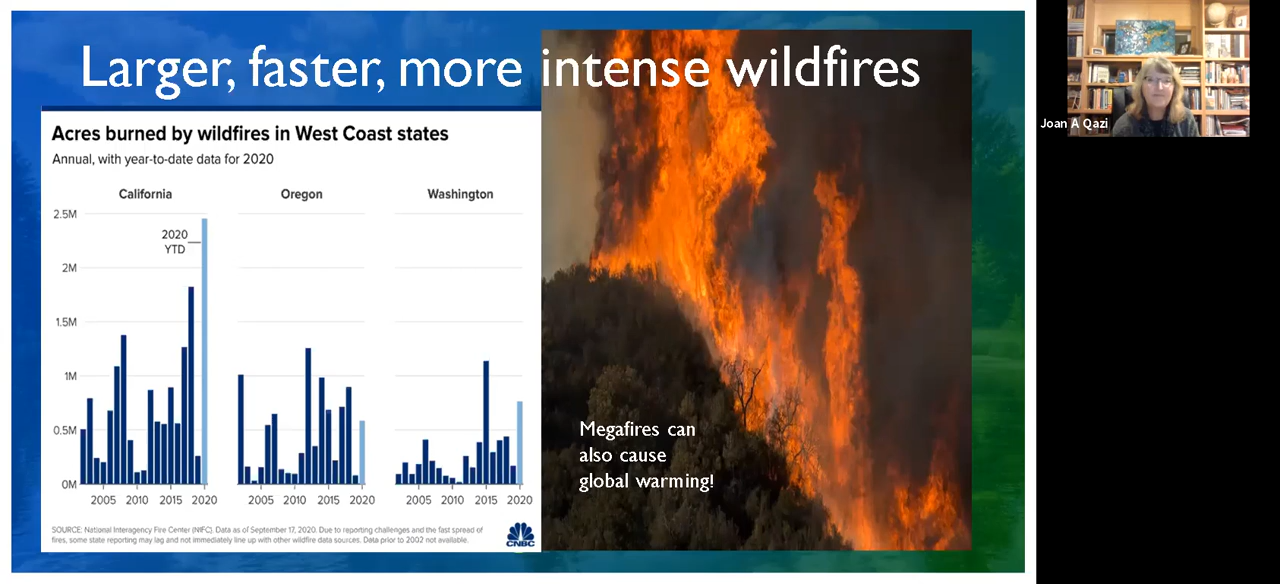 Larger, faster, more intense wildfires
Acres burned by wildfires in West Coast states
Annual, with year-to-date data for 2020
California
Oregon
Washington
2.5M
2M
1.5M
1M
0.5M
0M
2020
YTD
2005 2010 2015 2020
2005 2010 2015 2020
2005 2010 2015 2020
SOURCE: National Interagency Fire Center (NIFC). Data as of September 17, 2020. Due to reporting challenges and the fast spread of
fires, some state reporting may lag and not immediately line up with other wildfire data sources. Data prior to 2002 not available.
CNBC
Megafires can
also cause
global warming!
Joan A Qazi